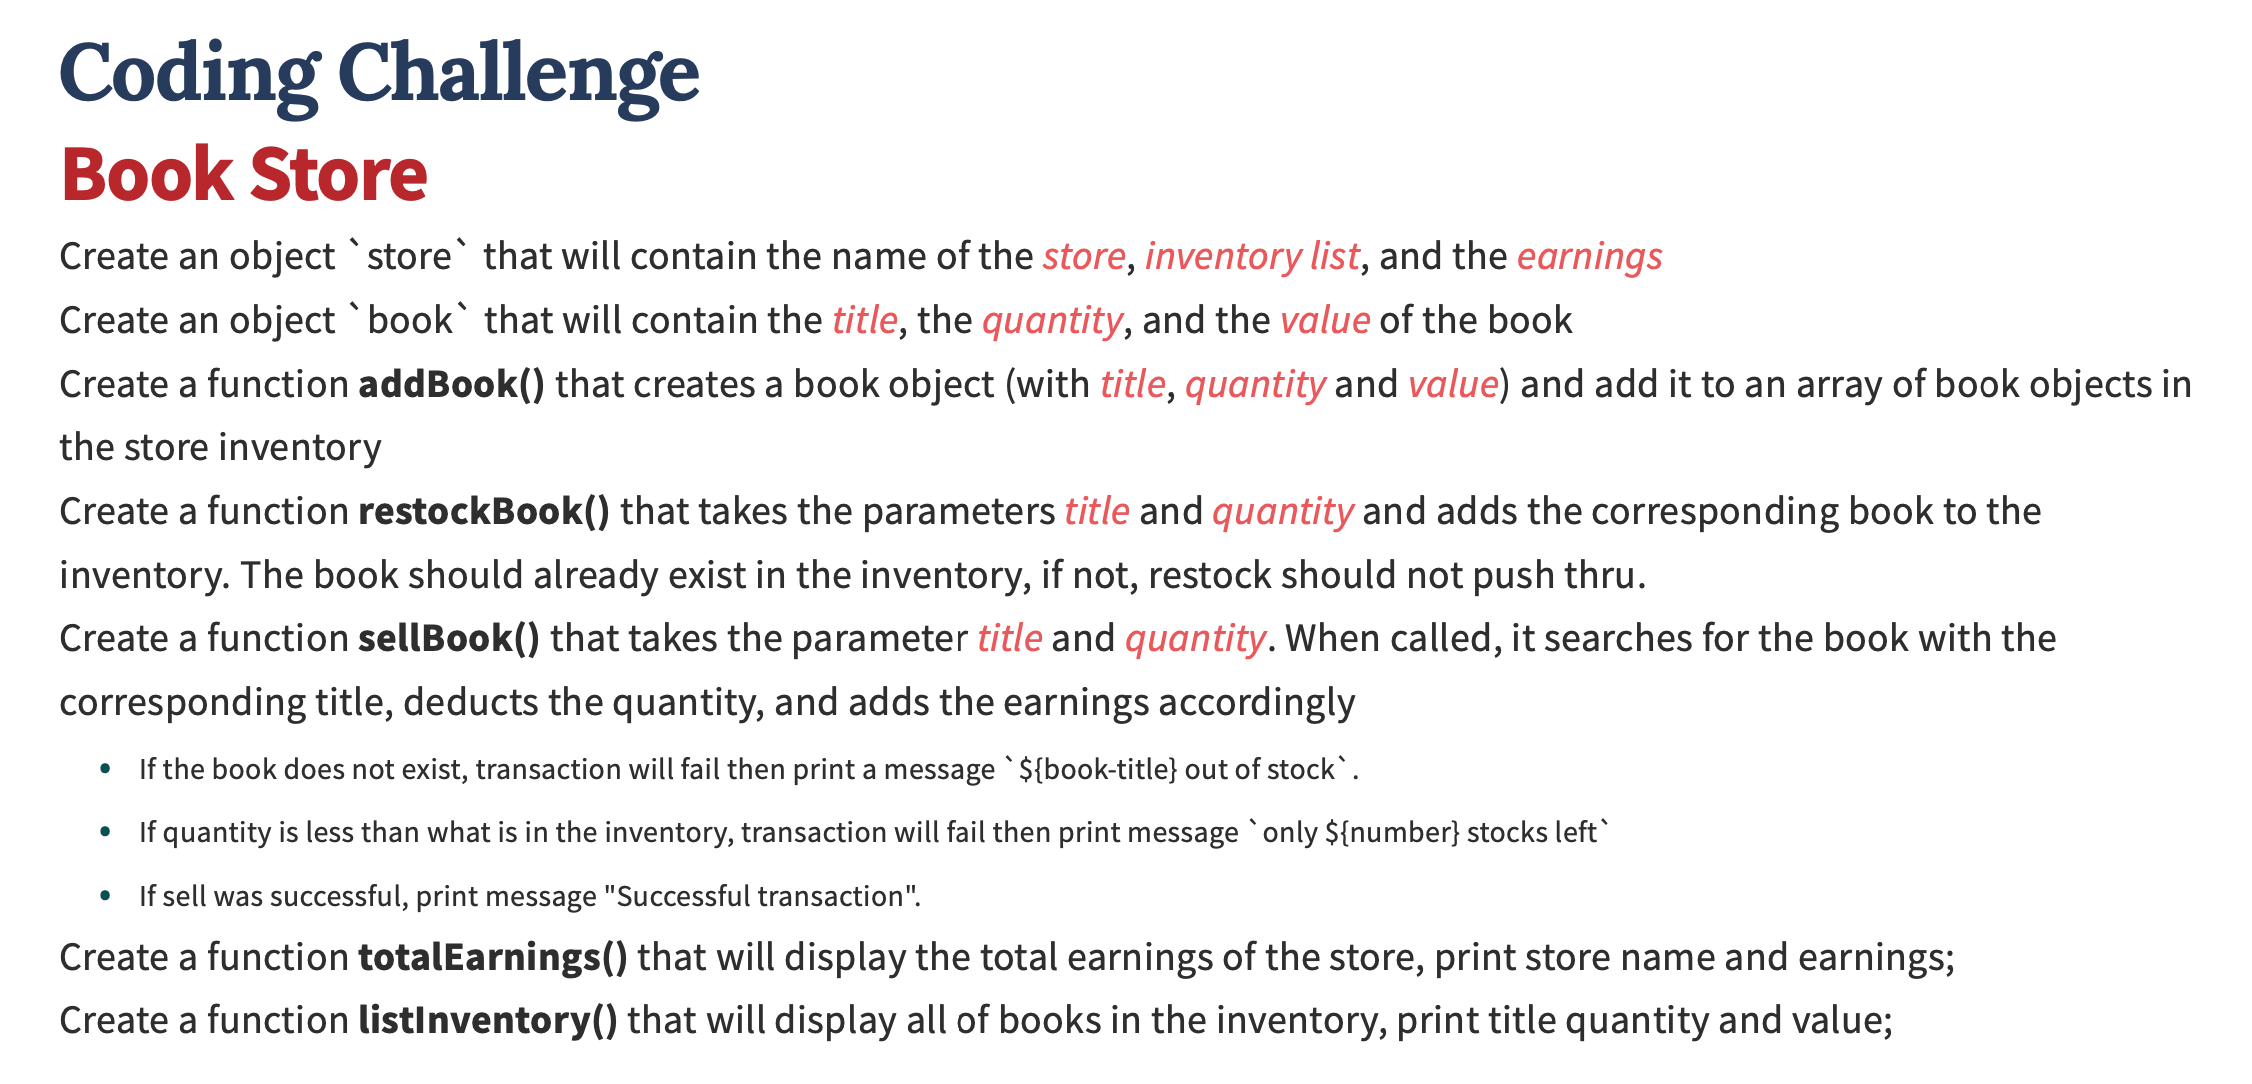 Coding Challenge
Book Store
Create an object `store` that will contain the name of the store, inventory list, and the earnings
Create an object `book` that will contain the title, the quantity, and the value of the book
Create a function addBook() that creates a book object (with title, quantity and value) and add it to an array of book objects in
the store inventory
Create a function restockBook() that takes the parameters title and quantity and adds the corresponding book to the
inventory. The book should already exist in the inventory, if not, restock should not push thru.
Create a function sellBook() that takes the parameter title and quantity. When called, it searches for the book with the
corresponding title, deducts the quantity, and adds the earnings accordingly
• If the book does not exist, transaction will fail then print a message `${book-title} out of stock`.
• If quantity is less than what is in the inventory, transaction will fail then print message `only ${number} stocks left`
• If sell was successful, print message "Successful transaction".
Create a function totalEarnings() that will display the total earnings of the store, print store name and earnings;
Create a function listInventory() that will display all of books in the inventory, print title quantity and value;